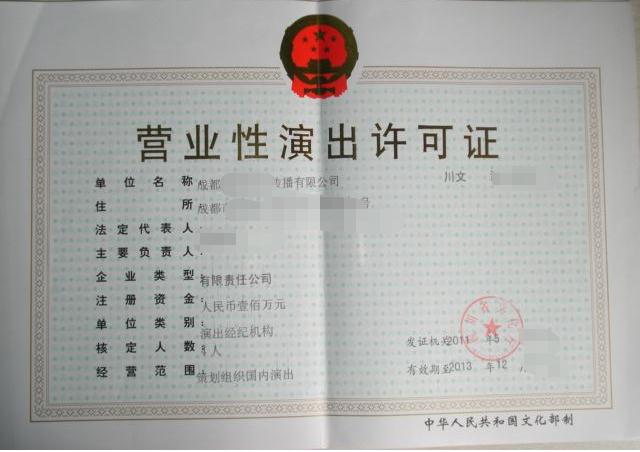 营业性演出许可证
川文
单位名称：成都 传播有限公司
住所：成都 号
法定代表人：
主要负责人：
企业类型：有限责任公司
注册资金：人民币壹佰万元
单位类别：演出经纪机构
核定人数： 人
经营范围：策划组织国内演出
发证机关 2011 年5
有效期至2013 年12
中华人民共和国文化部制